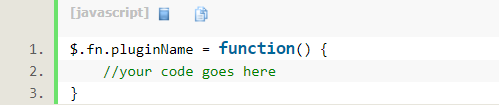 [javascript]
1. $.fn.pluginName = function() {
2. //your code goes here
3. }